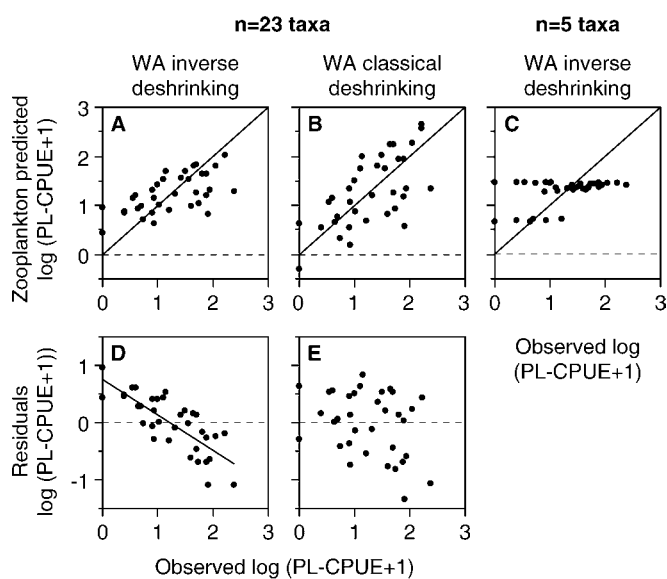 n=23 taxa
n=5 taxa
WA inverse
deshrinking
WA classical
deshrinking
WA inverse
deshrinking
Zooplankton predicted
log (PL-CPUE+1)
3
2
1
0
A
B
C
0
1
2
3
0
1
2
3
0
1
2
3
Observed log
(PL-CPUE+1)
Residuals
log (PL-CPUE+1))
1
0
-1
D
E
0
1
2
3
0
1
2
3
Observed log (PL-CPUE+1)